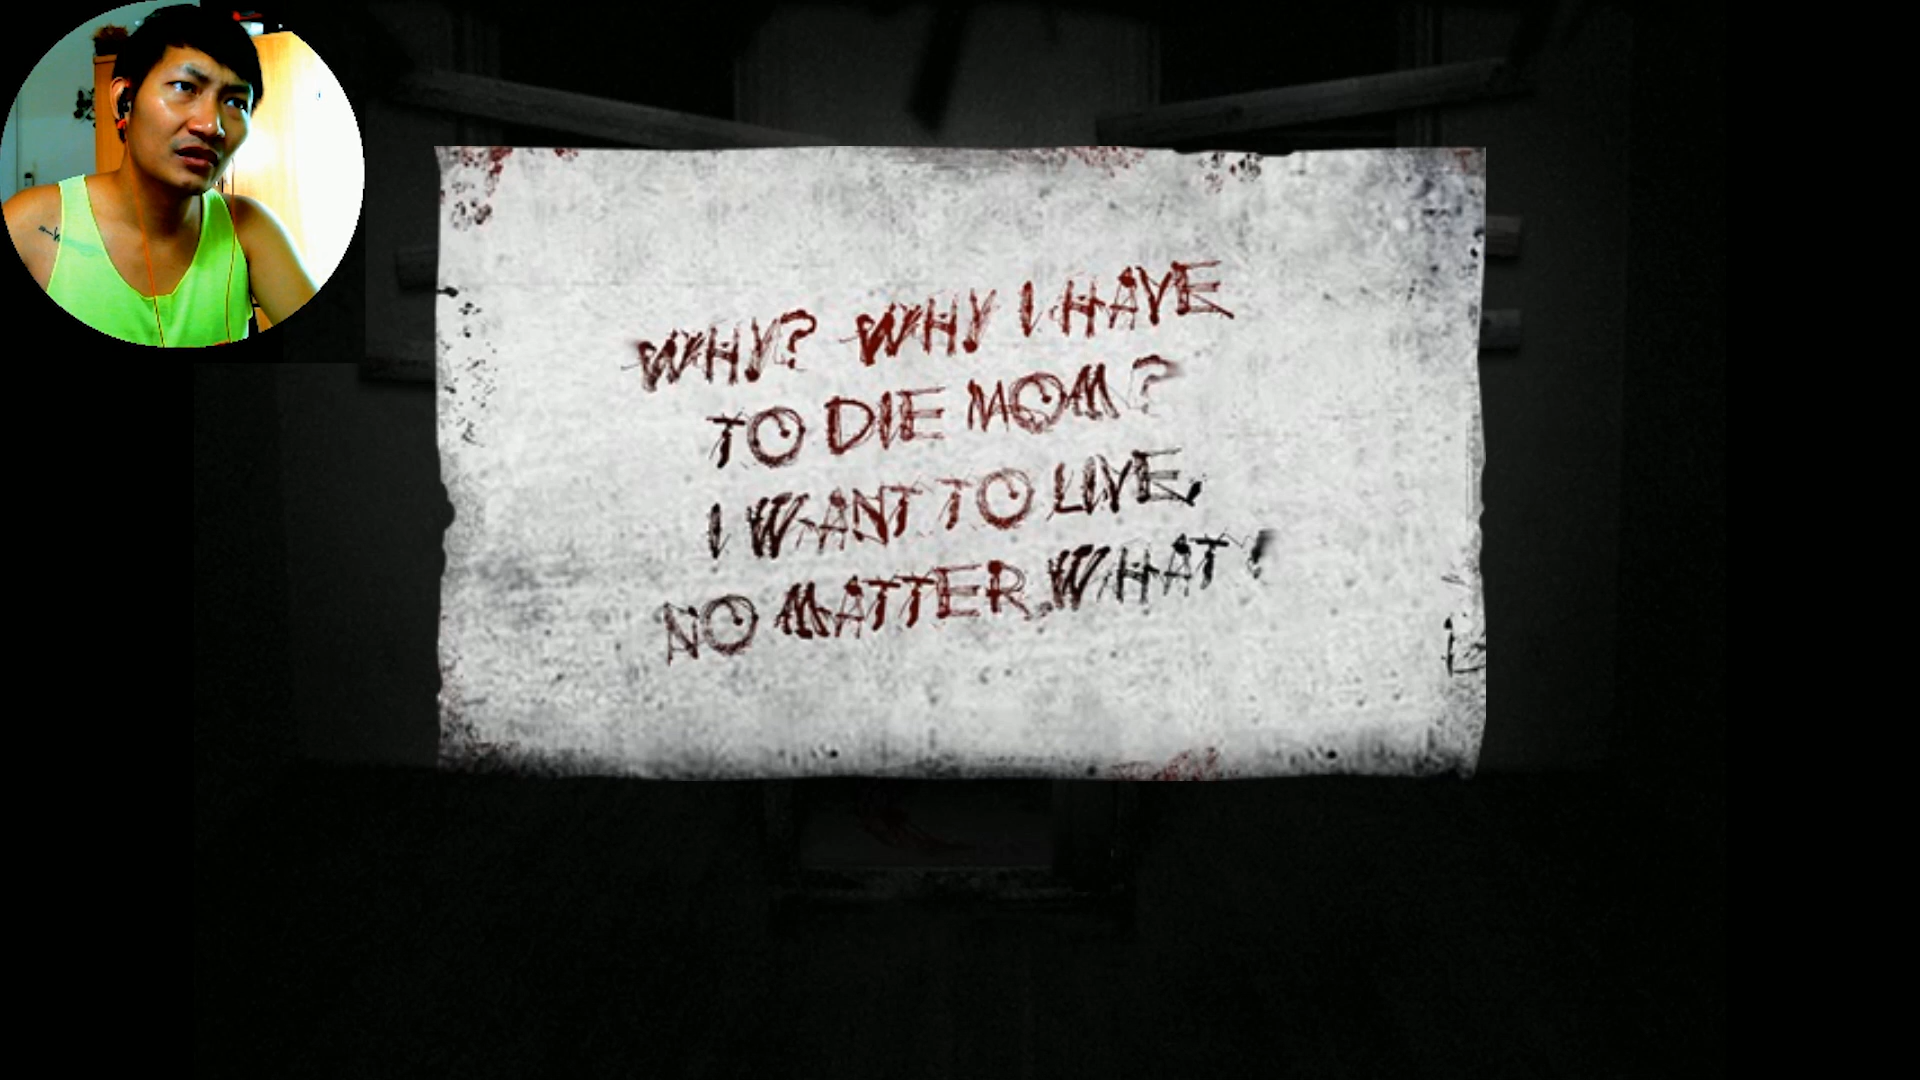 WHY? WHY I HAVE
TO DIE MOM?
I WANT TO LIVE,
NO MATTER WHAT!